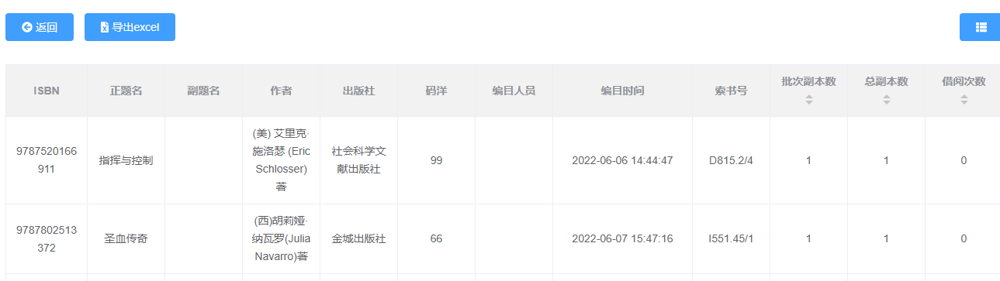 返回
导出excel
ISBN
正题名
副题名
作者
出版社
码洋
编目人员
编目时间
索书号
批次副本数
总副本数
借阅次数
9787520166
911
指挥与控制
(美) 艾里克·
施洛瑟 (Eric
Schlosser)
著
社会科学文
献出版社
99
2022-06-06 14:44:47
D815.2/4
1
1
0
9787802513
372
圣血传奇
(西)胡莉娅·
纳瓦罗(Julia
Navarro)著
金城出版社
66
2022-06-07 15:47:16
I551.45/1
1
1
0